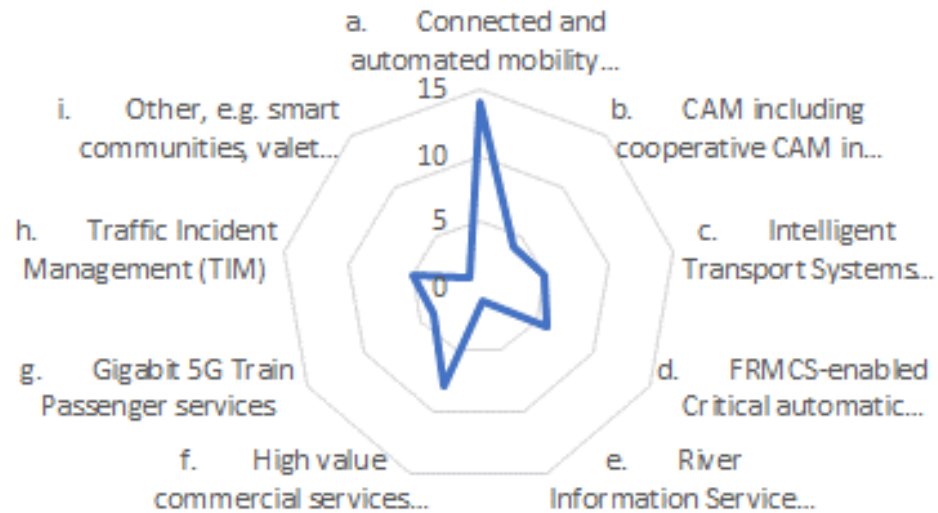 a. Connected and
automated mobility...
15
i. Other, e.g. smart
communities, valet...
b. CAM including
cooperative CAM in...
10
5
h. Traffic Incident
Management (TIM)
c. Intelligent
Transport Systems...
0
g. Gigabit 5G Train
Passenger services
d. FRMCS-enabled
Critical automatic...
f. High value
commercial services...
e. River
Information Service...